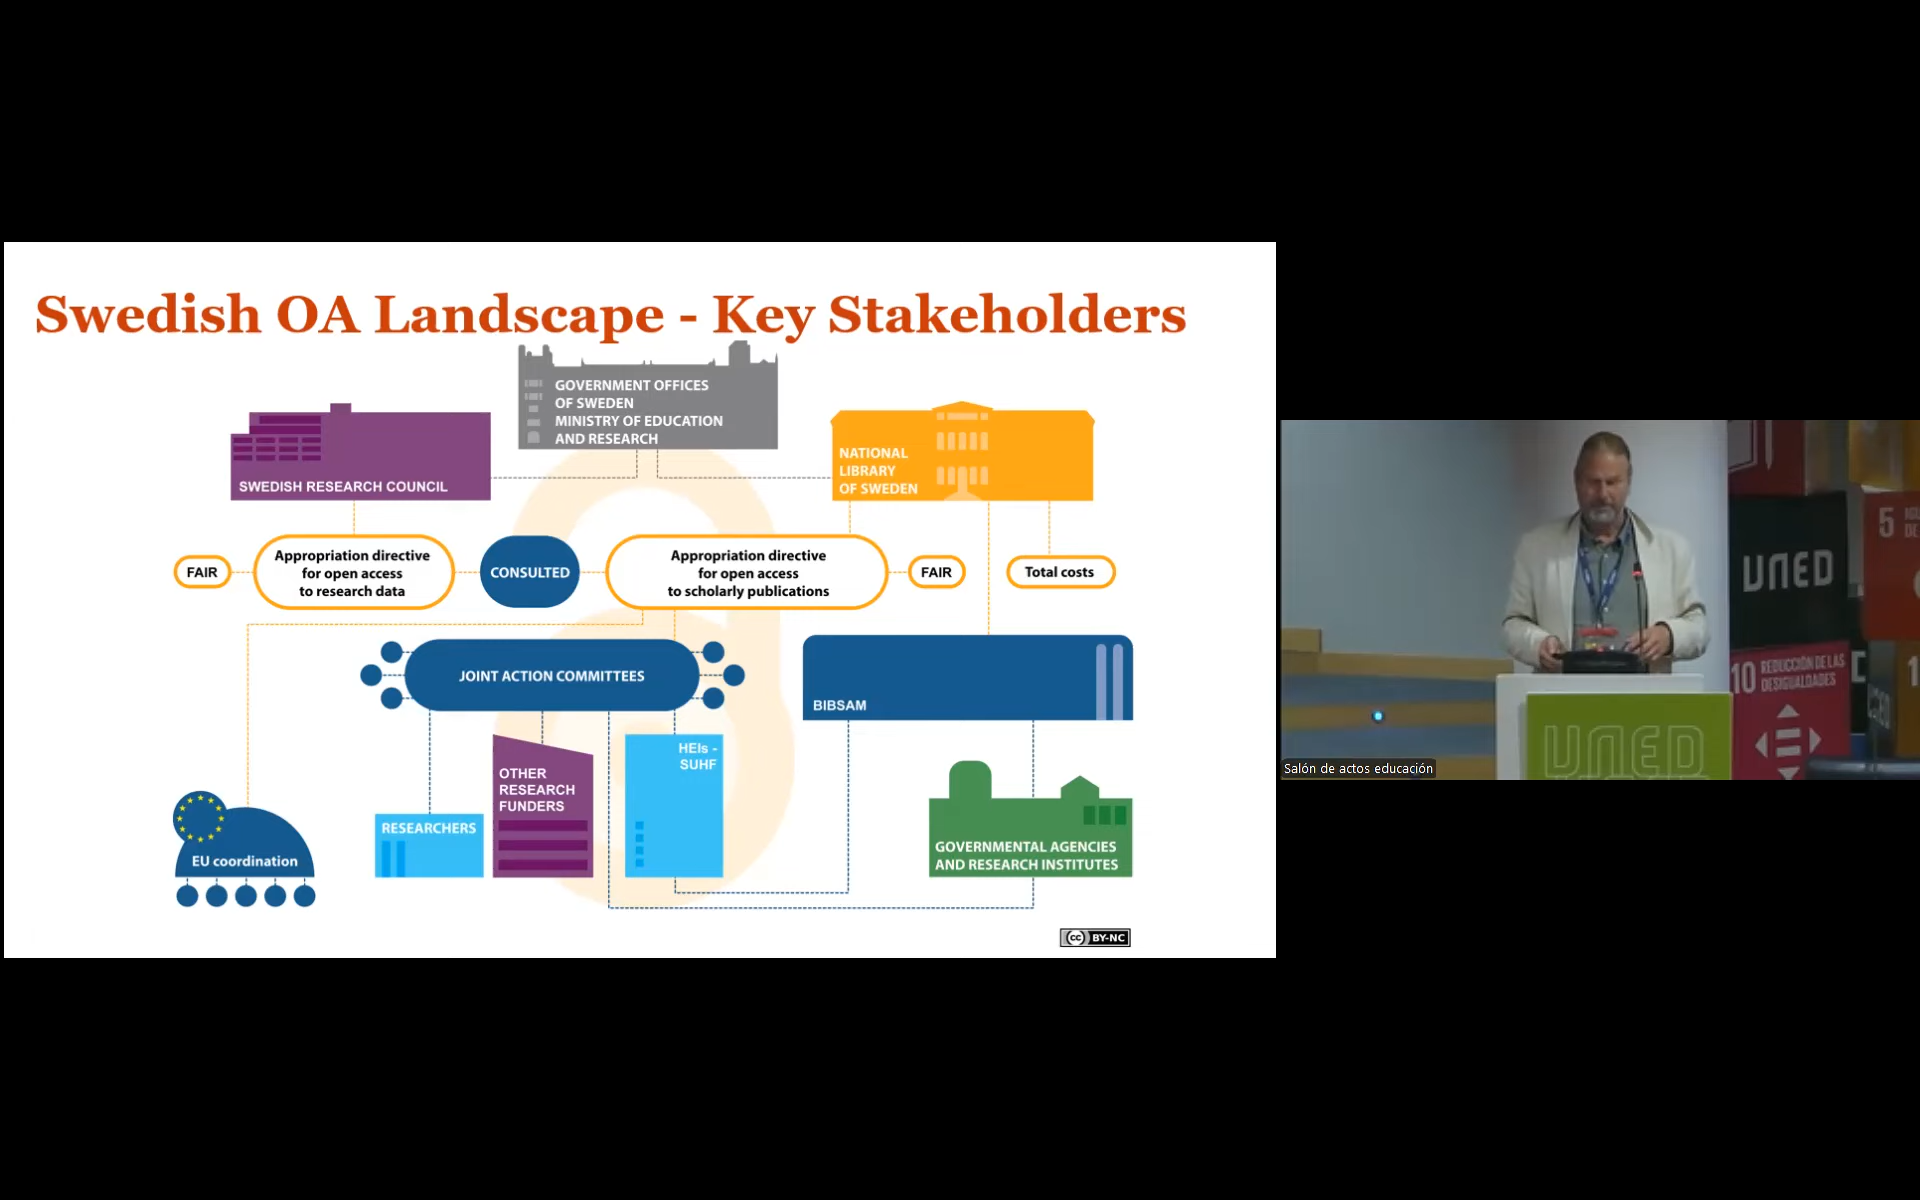 Swedish OA Landscape - Key Stakeholders
GOVERNMENT OFFICES
OF SWEDEN
MINISTRY OF EDUCATION
AND RESEARCH
SWEDISH RESEARCH COUNCIL
NATIONAL
LIBRARY
OF SWEDEN
FAIR
Appropriation directive
for open access
to research data
CONSULTED
Appropriation directive
for open access
to scholarly publications
FAIR
Total costs
JOINT ACTION COMMITTEES
BIBSAM
HEIs -
SUHF
OTHER
RESEARCH
FUNDERS
RESEARCHERS
EU coordination
GOVERNMENTAL AGENCIES
AND RESEARCH INSTITUTES
cc BY-NC
5
UNED
10 REDUCCIÓN DE LAS
DESIGUALDADES
UNED
Salón de actos educación